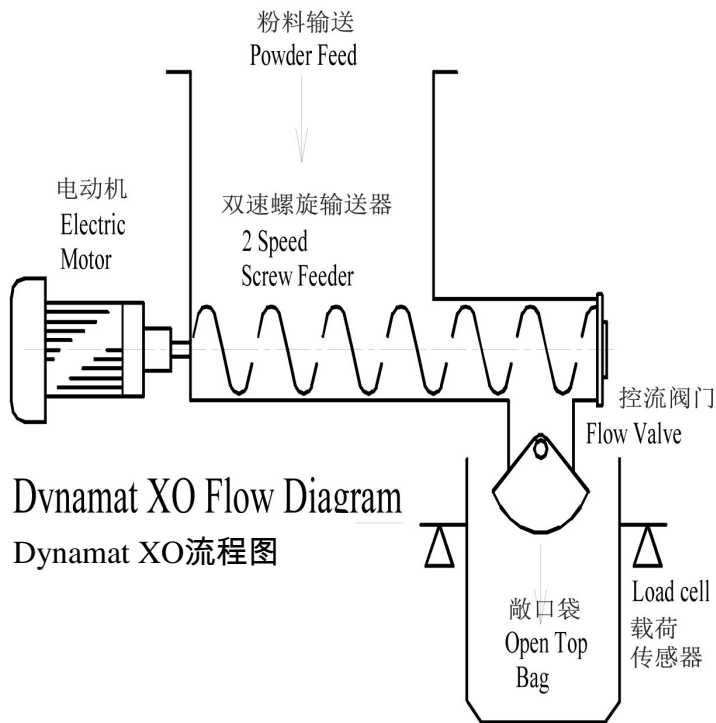 粉料输送
Powder Feed
电动机
Electric
Motor
双速螺旋输送器
2 Speed
Screw Feeder
控流阀门
Flow Valve
Dynamat XO Flow Diagram
Dynamat XO流程图
Load cell
载荷
传感器
敞口袋
Open Top
Bag